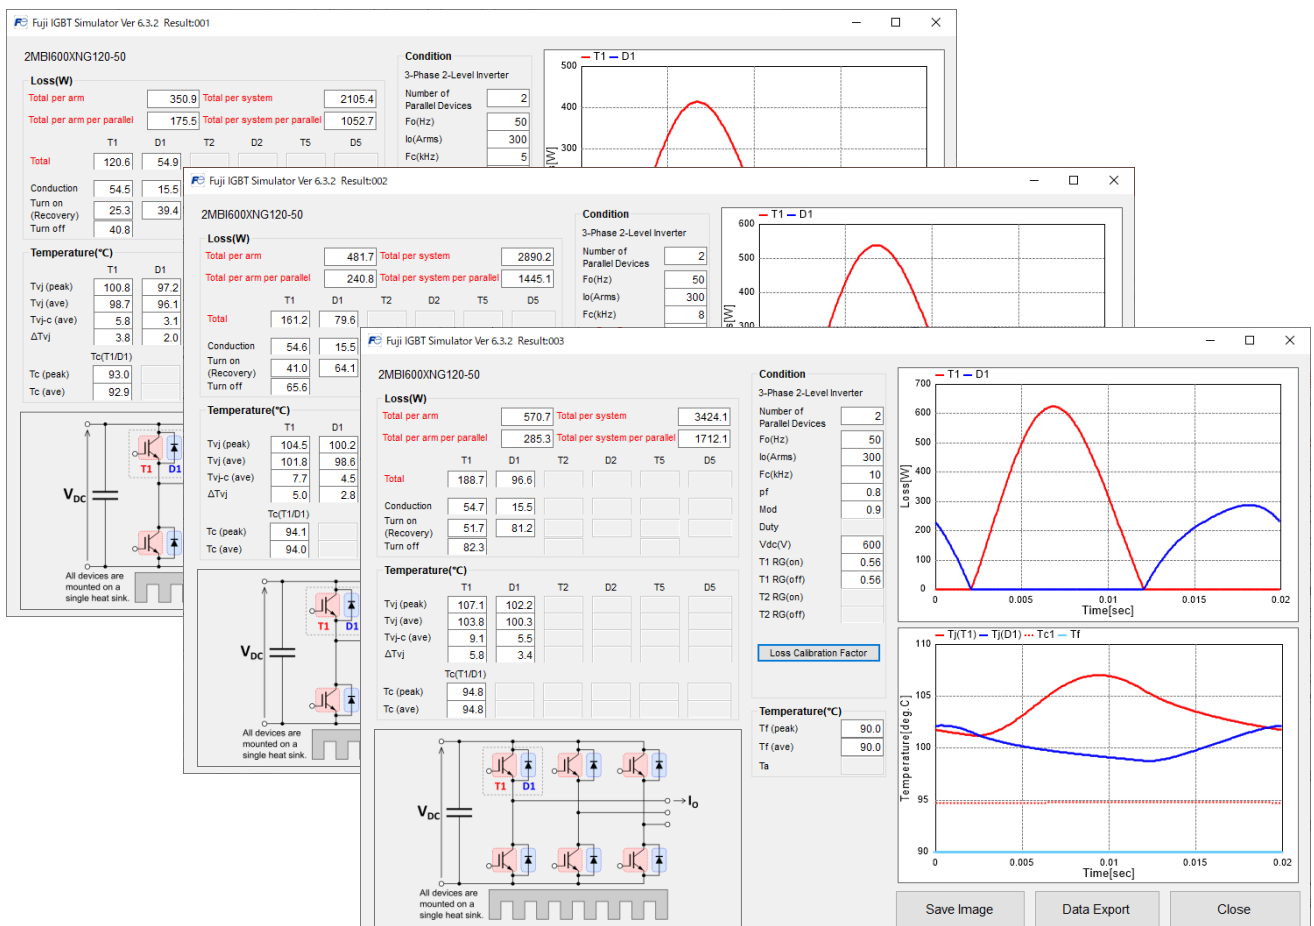 Fuji IGBT Simulator Ver 6.3.2 Result:001
2MBI600XNG120-50
Loss(W)
Total per arm 350.9 Total per system 2105.4
Total per arm per parallel 175.5 Total per system per parallel 1052.7
T1 D1 T2 D2 T5 D5
Total 120.6 54.9
Conduction 54.5 15.5
Turn on
(Recovery) 25.3 39.4
Turn off 40.8
Temperature(℃)
T1 D1
Tvj (peak) 100.8 97.2
Tvj (ave) 98.7 96.1
Tvj-c (ave) 5.8 3.1
ΔTvj 3.8 2.0
Tc(T1/D1)
Tc (peak) 93.0
Tc (ave) 92.9
T1 D1
VDC
All devices are
mounted on a
single heat sink.
Condition
3-Phase 2-Level Inverter
Number of
Parallel Devices 2
Fo(Hz) 50
Io(Arms) 300
Fc(kHz) 5
T1 D1
500
400
300
Fuji IGBT Simulator Ver 6.3.2 Result:002
2MBI600XNG120-50
Loss(W)
Total per arm 481.7 Total per system 2890.2
Total per arm per parallel 240.8 Total per system per parallel 1445.1
T1 D1 T2 D2 T5 D5
Total 161.2 79.6
Conduction 54.6 15.5
Turn on
(Recovery) 41.0 64.1
Turn off 65.6
Temperature(℃)
T1 D1
Tvj (peak) 104.5 100.2
Tvj (ave) 101.8 98.6
Tvj-c (ave) 7.7 4.5
ΔTvj 5.0 2.8
Tc(T1/D1)
Tc (peak) 94.1
Tc (ave) 94.0
T1 D1
VDC
All devices are
mounted on a
single heat sink.
Condition
3-Phase 2-Level Inverter
Number of
Parallel Devices 2
Fo(Hz) 50
Io(Arms) 300
Fc(kHz) 8
T1 D1
600
500
400
300
Fuji IGBT Simulator Ver 6.3.2 Result:003
2MBI600XNG120-50
Loss(W)
Total per arm 570.7 Total per system 3424.1
Total per arm per parallel 285.3 Total per system per parallel 1712.1
T1 D1 T2 D2 T5 D5
Total 188.7 96.6
Conduction 54.7 15.5
Turn on
(Recovery) 51.7 81.2
Turn off 82.3
Temperature(℃)
T1 D1 T2 D2 T5 D5
Tvj (peak) 107.1 102.2
Tvj (ave) 103.8 100.3
Tvj-c (ave) 9.1 5.5
ΔTvj 5.8 3.4
Tc(T1/D1)
Tc (peak) 94.8
Tc (ave) 94.8
T1 D1
VDC
IO
All devices are
mounted on a
single heat sink.
Condition
3-Phase 2-Level Inverter
Number of
Parallel Devices 2
Fo(Hz) 50
Io(Arms) 300
Fc(kHz) 10
pf 0.8
Mod 0.9
Duty
Vdc(V) 600
T1 RG(on) 0.56
T1 RG(off) 0.56
T2 RG(on)
T2 RG(off)
Loss Calibration Factor
Temperature(℃)
Tf (peak) 90.0
Tf (ave) 90.0
Ta
T1 D1
Loss[W]
700
600
500
400
300
200
100
0
0 0.005 0.01 0.015 0.02
Time[sec]
Tj(T1) Tj(D1) Tc1 Tf
Temperature[deg.C]
110
105
100
95
90
0 0.005 0.01 0.015 0.02
Time[sec]
Save Image Data Export Close